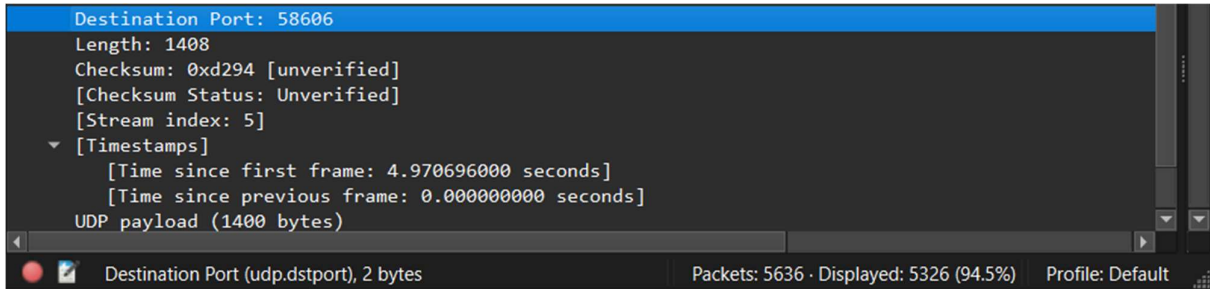 Destination Port: 58606
Length: 1408
Checksum: 0xd294 [unverified]
[Checksum Status: Unverified]
[Stream index: 5]
[Timestamps]
[Time since first frame: 4.970696000 seconds]
[Time since previous frame: 0.000000000 seconds]
UDP payload (1400 bytes)
Destination Port (udp.dstport), 2 bytes Packets: 5636 · Displayed: 5326 (94.5%) Profile: Default